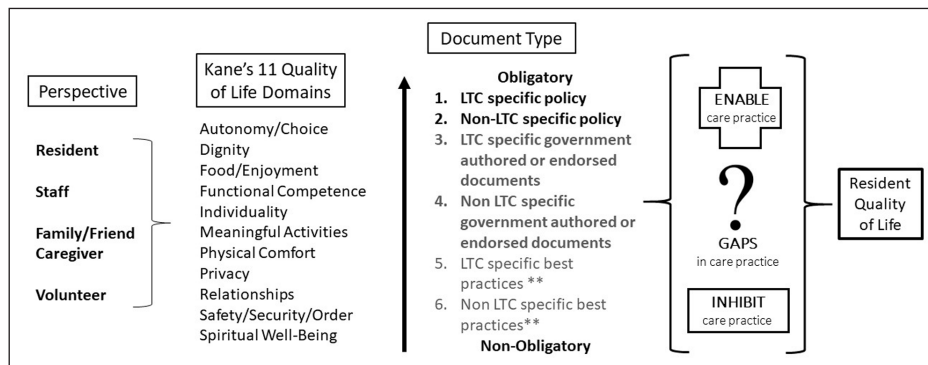 Perspective
Resident
Staff
Family/Friend
Caregiver
Volunteer
Kane's 11 Quality
of Life Domains
Autonomy/Choice
Dignity
Food/Enjoyment
Functional Competence
Individuality
Meaningful Activities
Physical Comfort
Privacy
Relationships
Safety/Security/Order
Spiritual Well-Being
Document Type
Obligatory
1. LTC specific policy
2. Non-LTC specific policy
3. LTC specific government
authored or endorsed
documents
4. Non LTC specific
government authored or
endorsed documents
5. LTC specific best
practices **
6. Non LTC specific best
practices**
Non-Obligatory
ENABLE
care practice
?
GAPS
in care practice
INHIBIT
care practice
Resident
Quality
of Life